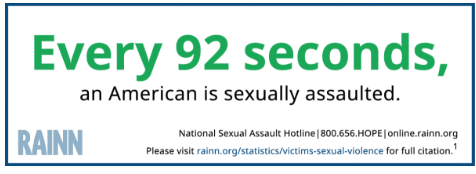 Every 92 seconds,
an American is sexually assaulted.
RAINN
National Sexual Assault Hotline|800.656.HOPE|online.rainn.org
Please visit rainn.org/statistics/victims-sexual-violence for full citation.1